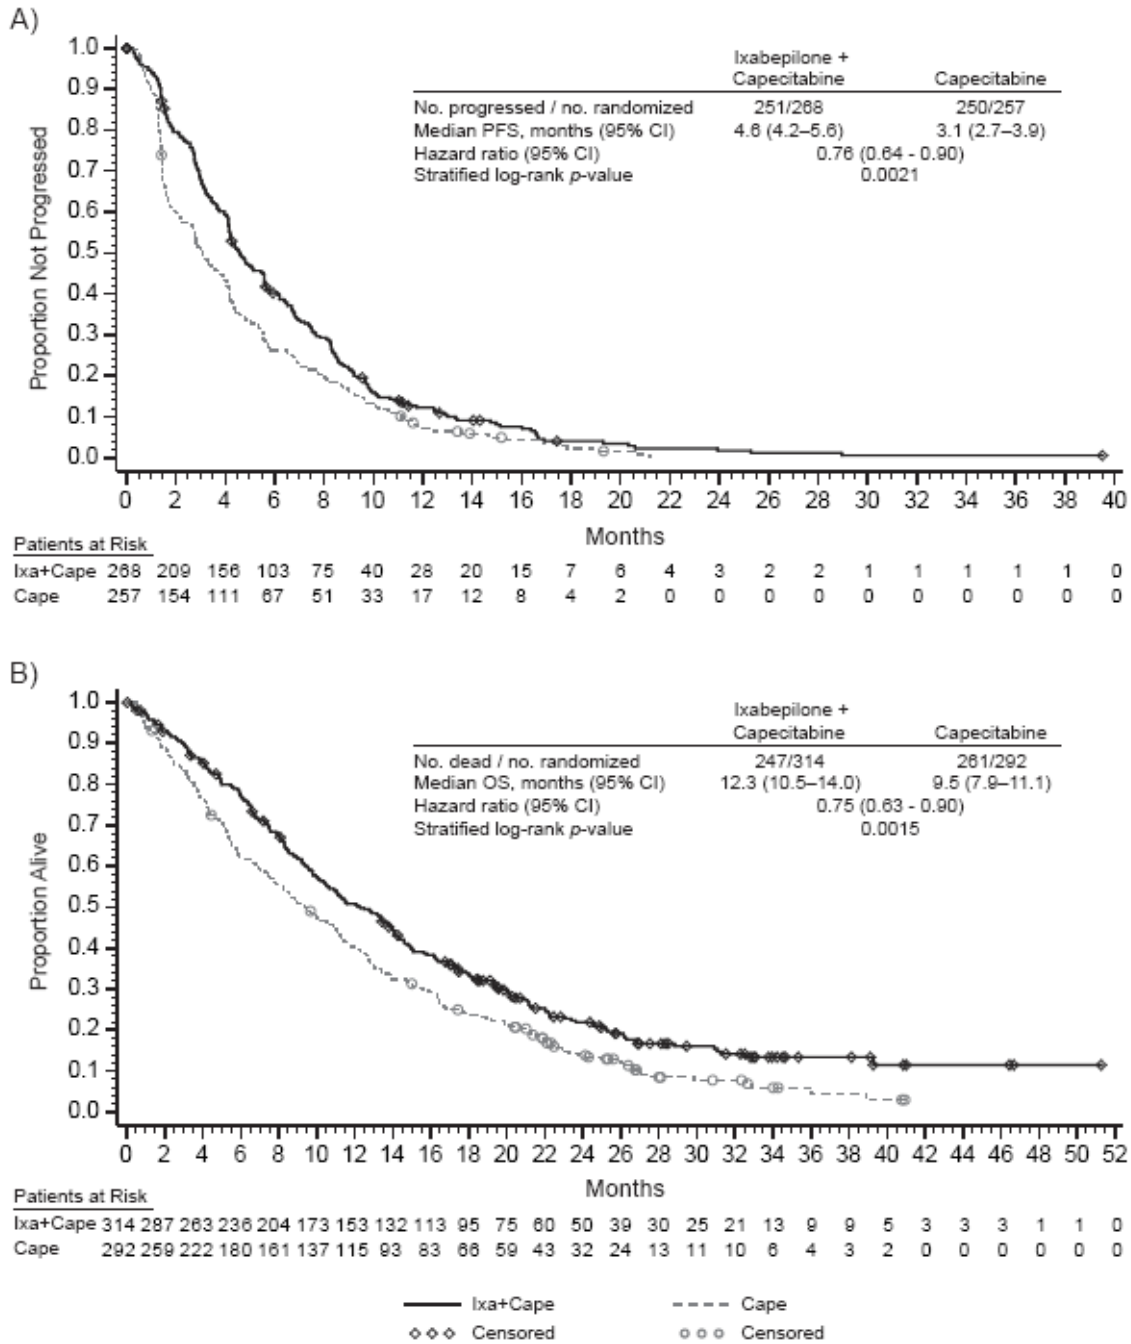 A)
Ixabepilone +
Capecitabine Capecitabine
No. progressed / no. randomized 251/268 250/257
Median PFS, months (95% CI) 4.6 (4.2–5.6) 3.1 (2.7–3.9)
Hazard ratio (95% CI) 0.76 (0.64 - 0.90)
Stratified log-rank p-value 0.0021
Proportion Not Progressed
1.0
0.9
0.8
0.7
0.6
0.5
0.4
0.3
0.2
0.1
0.0
0 2 4 6 8 10 12 14 16 18 20 22 24 26 28 30 32 34 36 38 40
Months
Patients at Risk
Ixa+Cape 268 209 156 103 75 40 28 20 15 7 6 4 3 2 2 1 1 1 1 1 0
Cape 257 154 111 67 51 33 17 12 8 4 2 0 0 0 0 0 0 0 0 0 0
B)
Ixabepilone +
Capecitabine Capecitabine
No. dead / no. randomized 247/314 261/292
Median OS, months (95% CI) 12.3 (10.5–14.0) 9.5 (7.9–11.1)
Hazard ratio (95% CI) 0.75 (0.63 - 0.90)
Stratified log-rank p-value 0.0015
Proportion Alive
1.0
0.9
0.8
0.7
0.6
0.5
0.4
0.3
0.2
0.1
0.0
0 2 4 6 8 10 12 14 16 18 20 22 24 26 28 30 32 34 36 38 40 42 44 46 48 50 52
Months
Patients at Risk
Ixa+Cape 314 287 263 236 204 173 153 132 113 95 75 60 50 39 30 25 21 13 9 9 5 3 3 3 1 1 0
Cape 292 259 222 180 161 137 115 93 83 66 59 43 32 24 13 11 10 6 4 3 2 0 0 0 0 0 0
Ixa+Cape Cape
Censored Censored